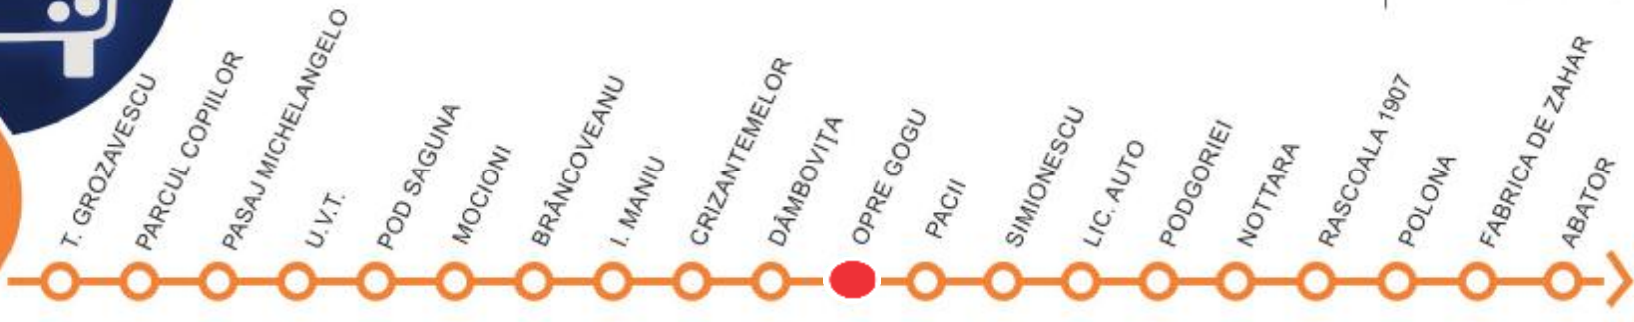 T. GROZAVESCU
PARCUL COPIILOR
PASAJ MICHELANGELO
U.V.T.
POD SAGUNA
MOCIONI
BRÂNCOVEANU
I. MANIU
CRIZANTEMELOR
DÂMBOVIȚA
OPRE GOGU
PACII
SIMIONESCU
LIC. AUTO
PODGORIEI
NOTTARA
RASCOALA 1907
POLONA
FABRICA DE ZAHAR
ABATOR